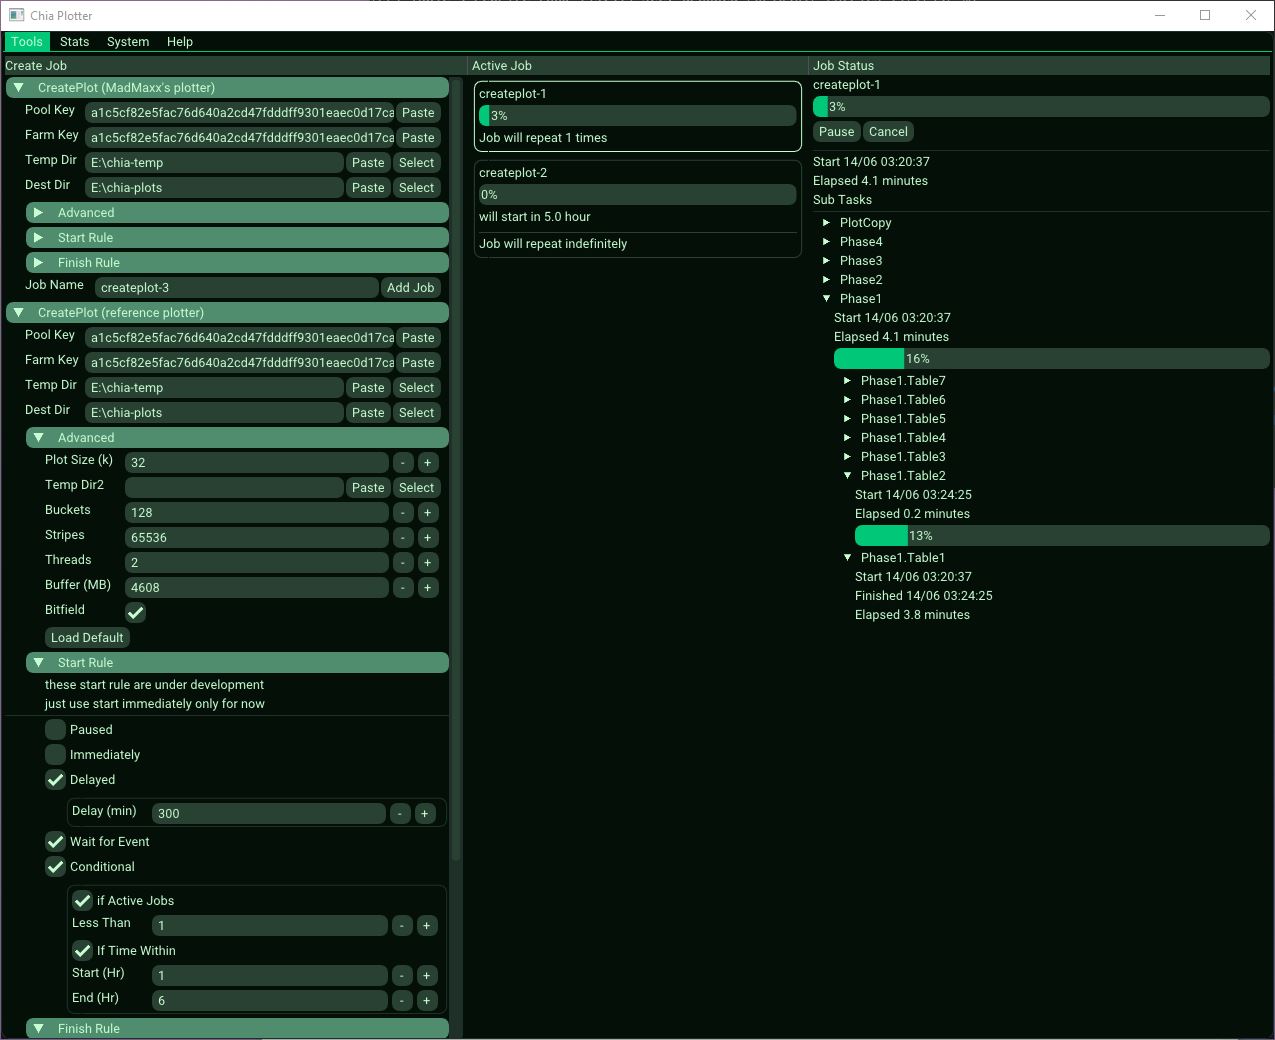 Chia Plotter
Tools Stats System Help
Create Job
CreatePlot (MadMaxx's plotter)
Pool Key a1c5cf82e5fac76d640a2cd47fdddff9301eaec0d17ca Paste
Farm Key a1c5cf82e5fac76d640a2cd47fdddff9301eaec0d17ca Paste
Temp Dir E:\chia-temp Paste Select
Dest Dir E:\chia-plots Paste Select
Advanced
Start Rule
Finish Rule
Job Name createplot-3 Add Job
CreatePlot (reference plotter)
Pool Key a1c5cf82e5fac76d640a2cd47fdddff9301eaec0d17ca Paste
Farm Key a1c5cf82e5fac76d640a2cd47fdddff9301eaec0d17ca Paste
Temp Dir E:\chia-temp Paste Select
Dest Dir E:\chia-plots Paste Select
Advanced
Plot Size (k) 32 - +
Temp Dir2 Paste Select
Buckets 128 - +
Stripes 65536 - +
Threads 2 - +
Buffer (MB) 4608 - +
Bitfield
Load Default
Start Rule
these start rule are under development
just use start immediately only for now
Paused
Immediately
Delayed
Delay (min) 300 - +
Wait for Event
Conditional
if Active Jobs
Less Than 1 - +
If Time Within
Start (Hr) 1 - +
End (Hr) 6 - +
Finish Rule
Active Job
createplot-1
3%
Job will repeat 1 times
createplot-2
0%
will start in 5.0 hour
Job will repeat indefinitely
Job Status
createplot-1
3%
Pause Cancel
Start 14/06 03:20:37
Elapsed 4.1 minutes
Sub Tasks
PlotCopy
Phase4
Phase3
Phase2
Phase1
Start 14/06 03:20:37
Elapsed 4.1 minutes
16%
Phase1.Table7
Phase1.Table6
Phase1.Table5
Phase1.Table4
Phase1.Table3
Phase1.Table2
Start 14/06 03:24:25
Elapsed 0.2 minutes
13%
Phase1.Table1
Start 14/06 03:20:37
Finished 14/06 03:24:25
Elapsed 3.8 minutes